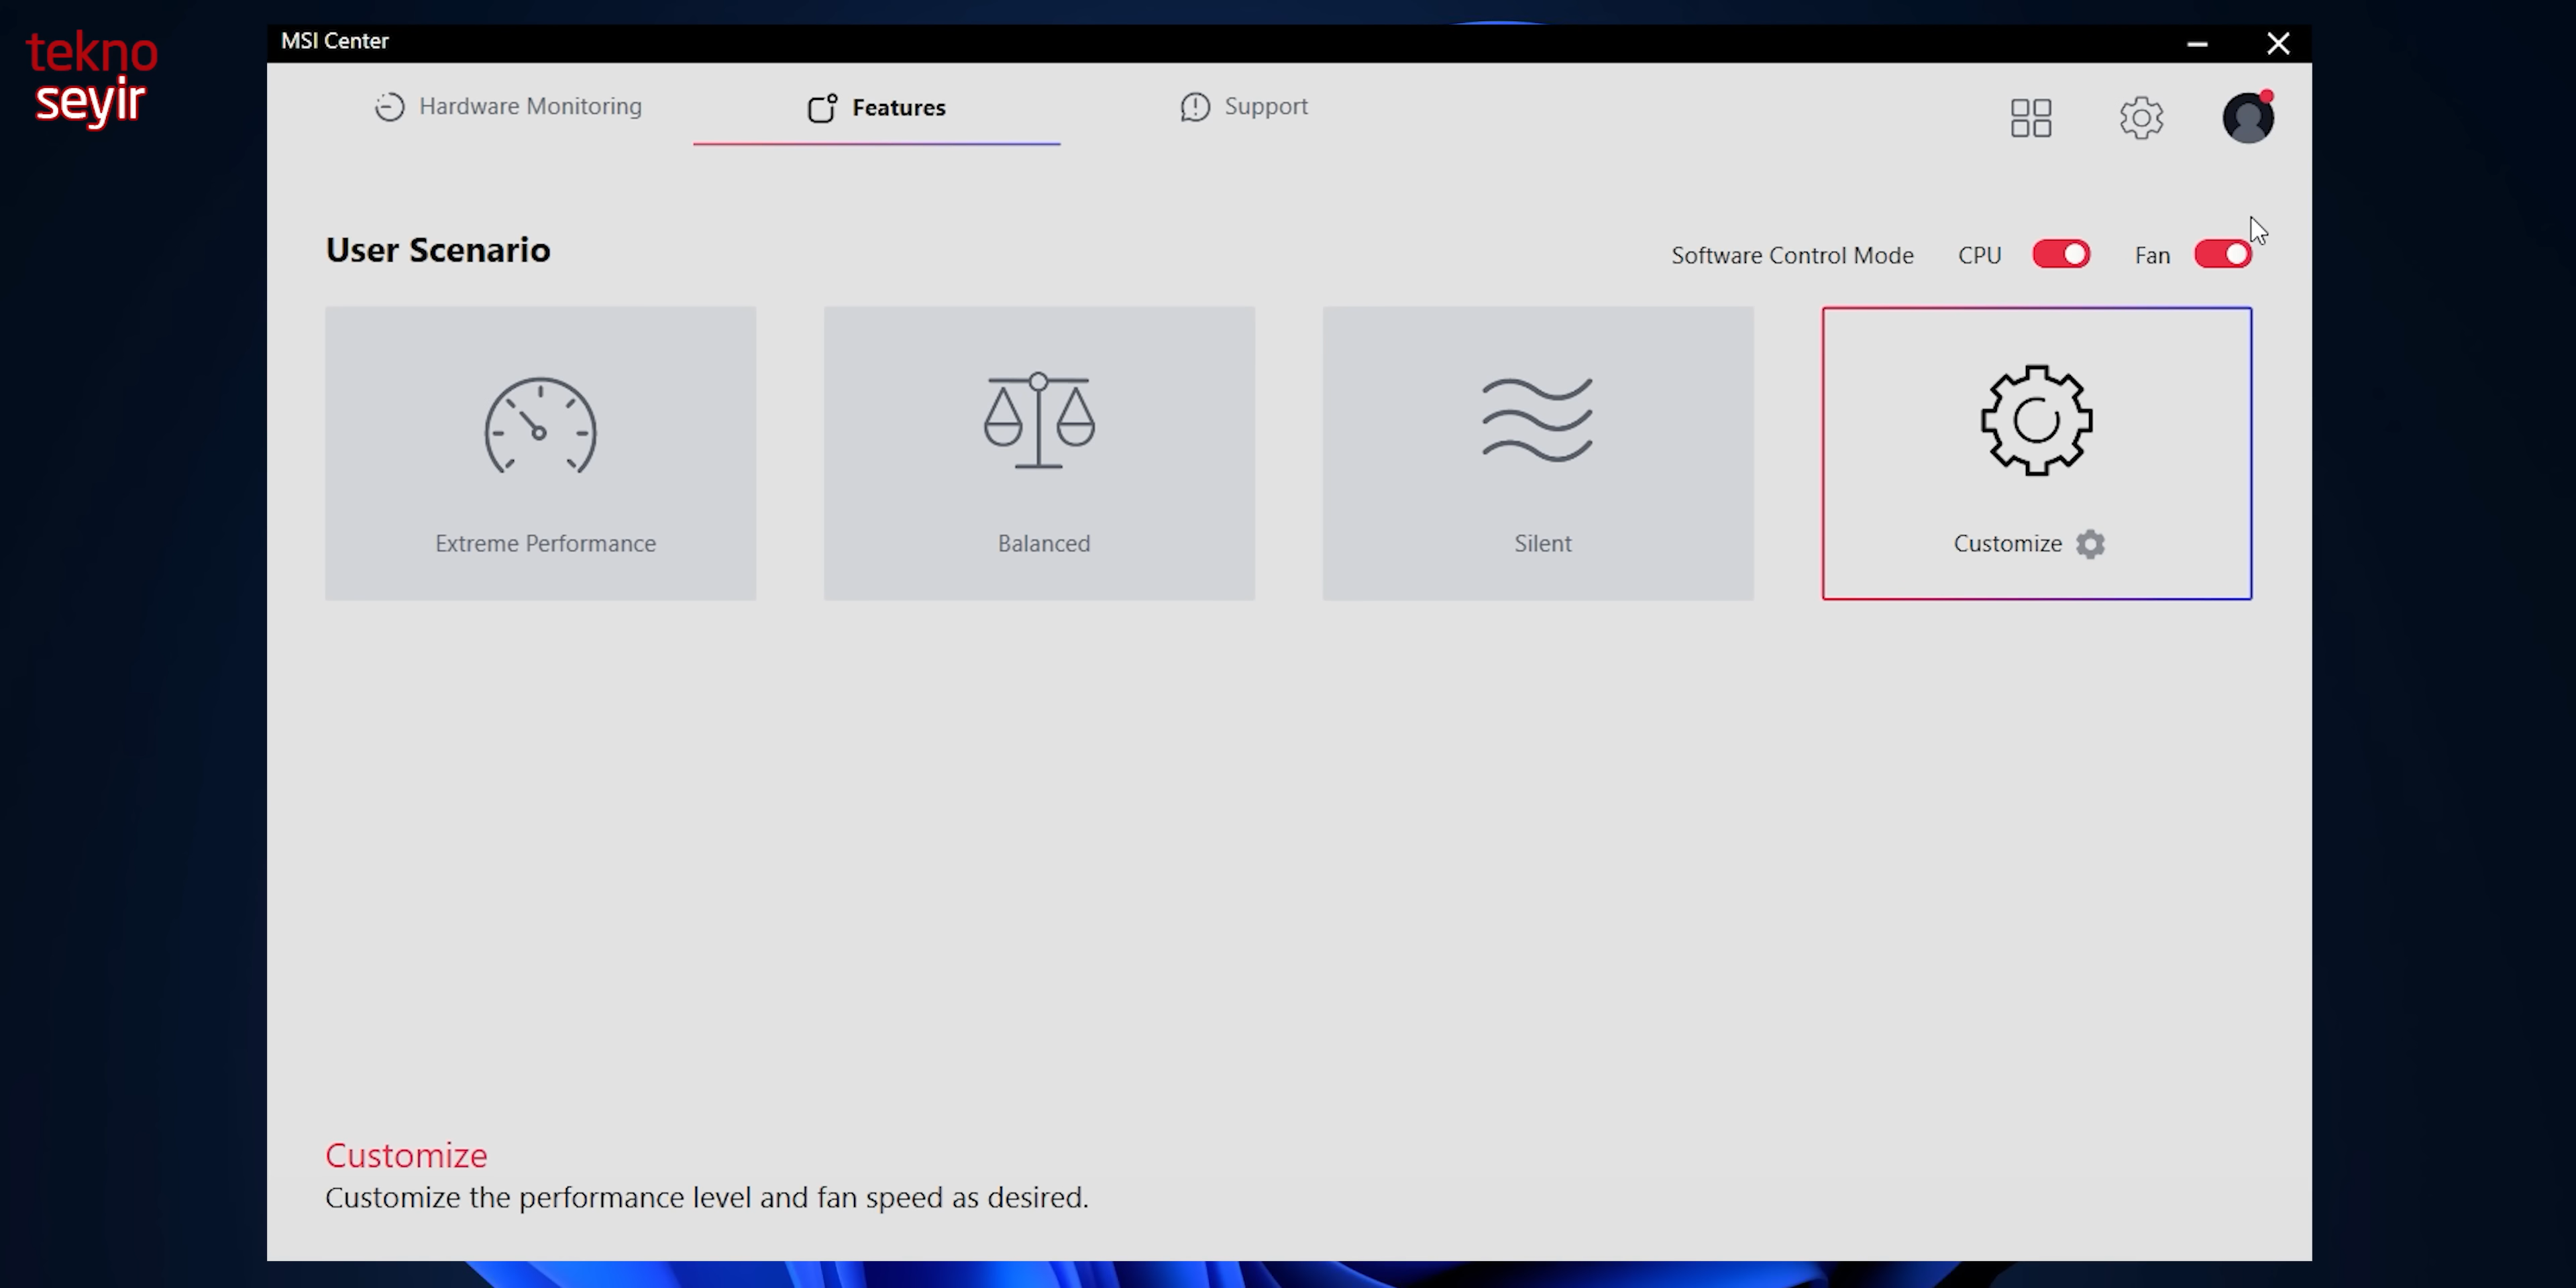 tekno
seyir
MSI Center
Hardware Monitoring
Features
Support
User Scenario
Software Control Mode
CPU
Fan
Extreme Performance
Balanced
Silent
Customize
Customize
Customize the performance level and fan speed as desired.